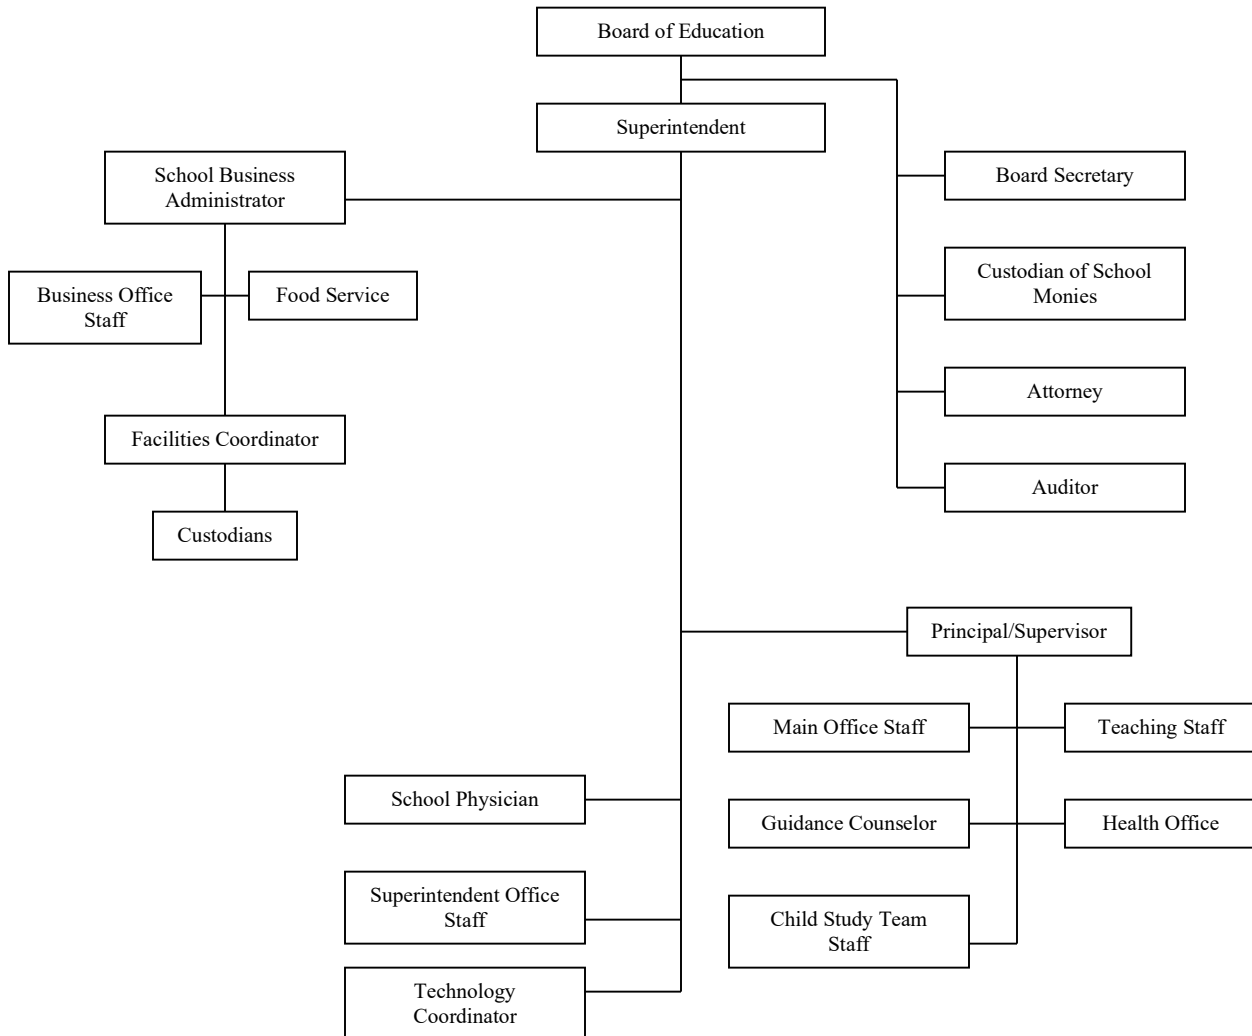 Board of Education
Superintendent
School Business
Administrator
Board Secretary
Business Office
Staff
Food Service
Custodian of School
Monies
Attorney
Facilities Coordinator
Auditor
Custodians
Principal/Supervisor
Main Office Staff
Teaching Staff
School Physician
Guidance Counselor
Health Office
Superintendent Office
Staff
Child Study Team
Staff
Technology
Coordinator